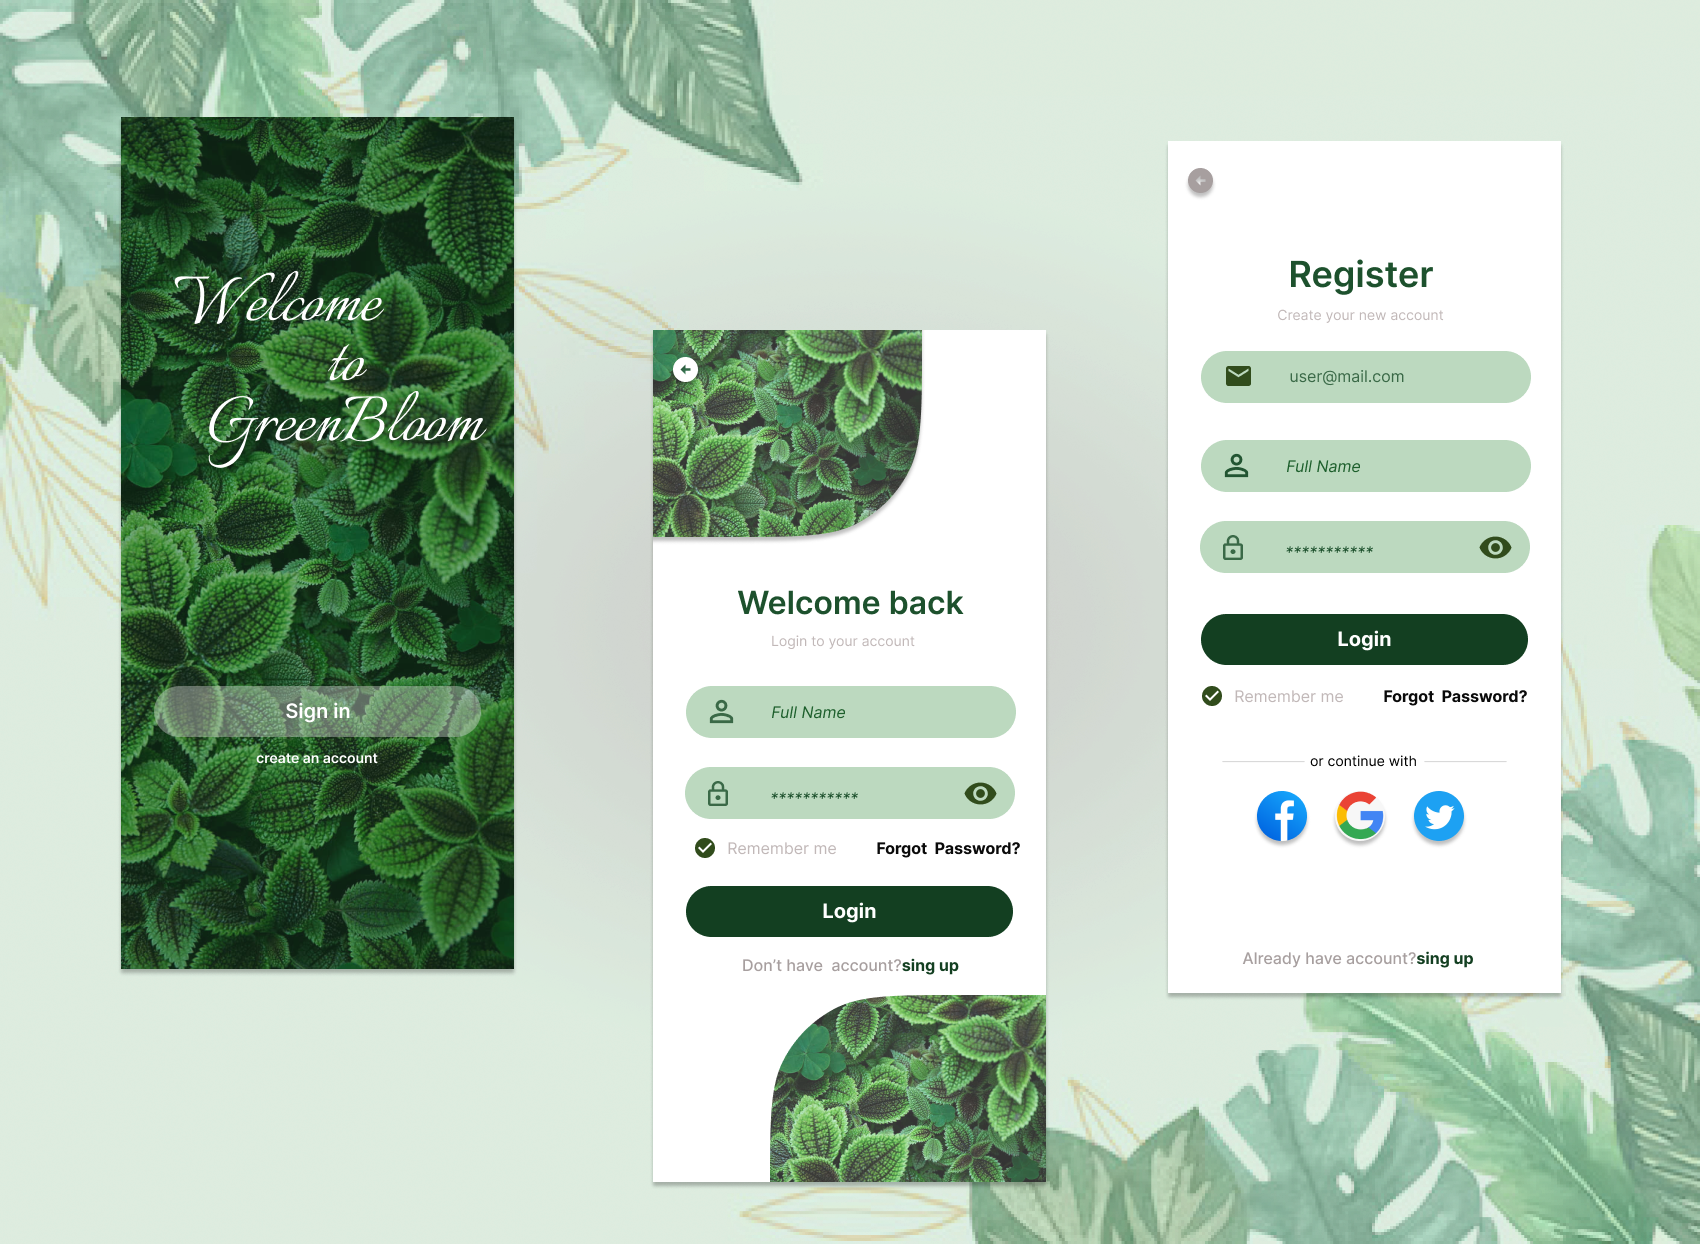 Welcome
to
GreenBloom
Sign in
create an account
Welcome back
Login to your account
Full Name
***********
Remember me
Forgot Password?
Login
Don't have account?sing up
Register
Create your new account
user@mail.com
Full Name
***********
Login
Remember me
Forgot Password?
or continue with
Already have account?sing up